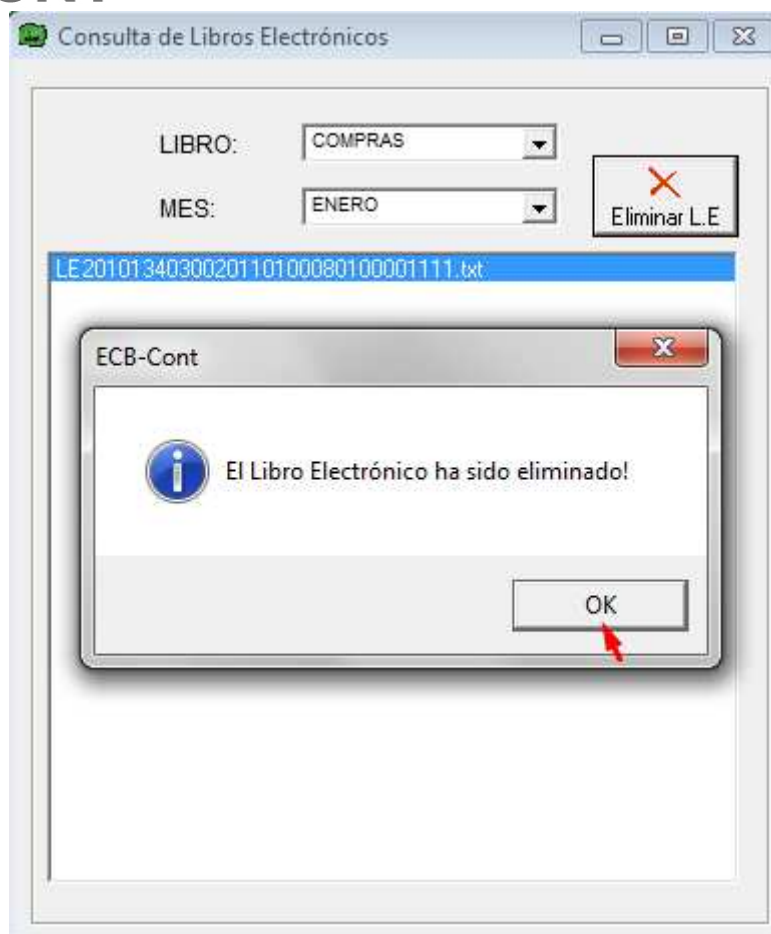 Consulta de Libros Electrónicos
LIBRO: COMPRAS
MES: ENERO
Eliminar L.E
LE2010134030020110100080100001111.txt
ECB-Cont
El Libro Electrónico ha sido eliminado!
OK